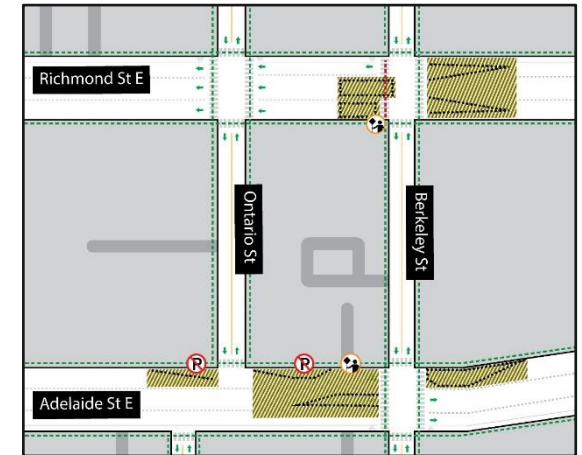 Richmond St E
Ontario St
Berkeley St
P
P
Adelaide St E